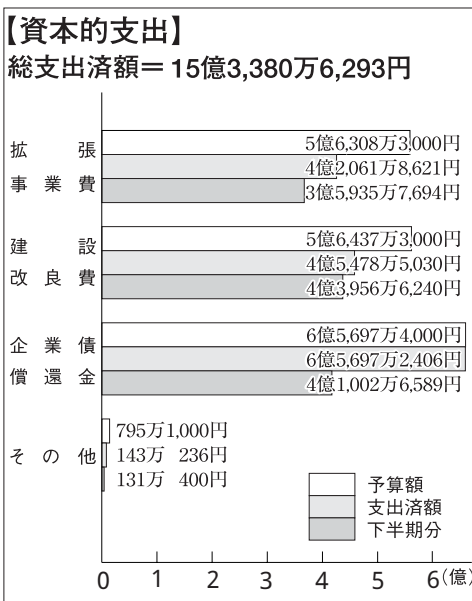 【資本的支出】
総支出済額＝15億3,380万6,293円
拡張
事業費
5億6,308万3,000円
4億2,061万8,621円
3億5,935万7,694円
建設
改良費
5億6,437万3,000円
4億5,478万5,030円
4億3,956万6,240円
企業債
償還金
6億5,697万4,000円
6億5,697万2,406円
4億1,002万6,589円
その他
795万1,000円
143万 236円
131万 400円
予算額
支出済額
下半期分
0 1 2 3 4 5 6(億)